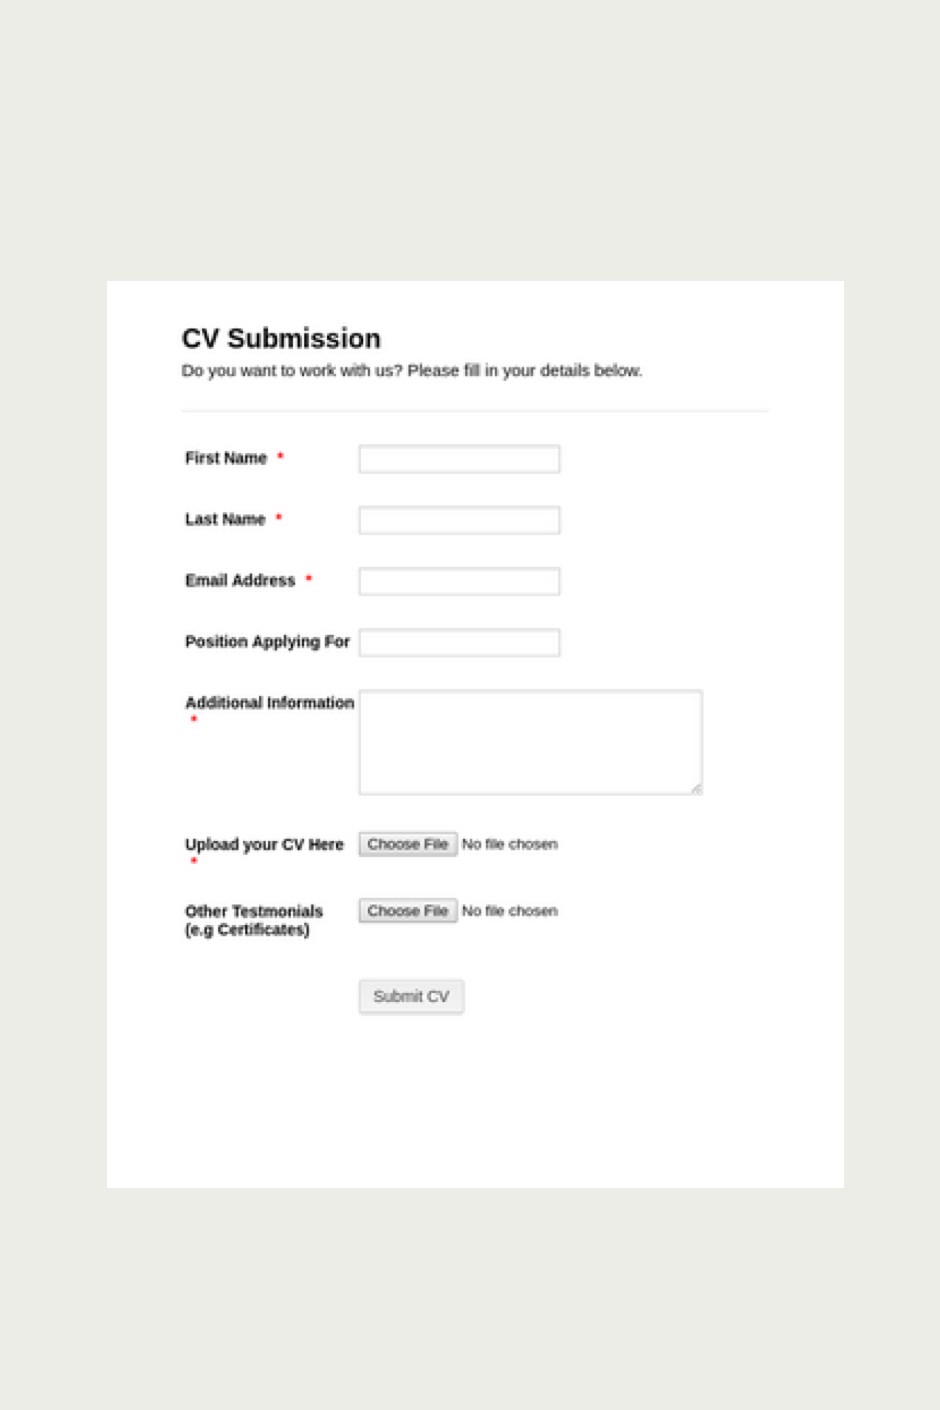 CV Submission
Do you want to work with us? Please fill in your details below.
First Name *
Last Name *
Email Address *
Position Applying For
Additional Information
*
Upload your CV Here
*
Choose File No file chosen
Other Testmonials
(e.g Certificates)
Choose File No file chosen
Submit CV